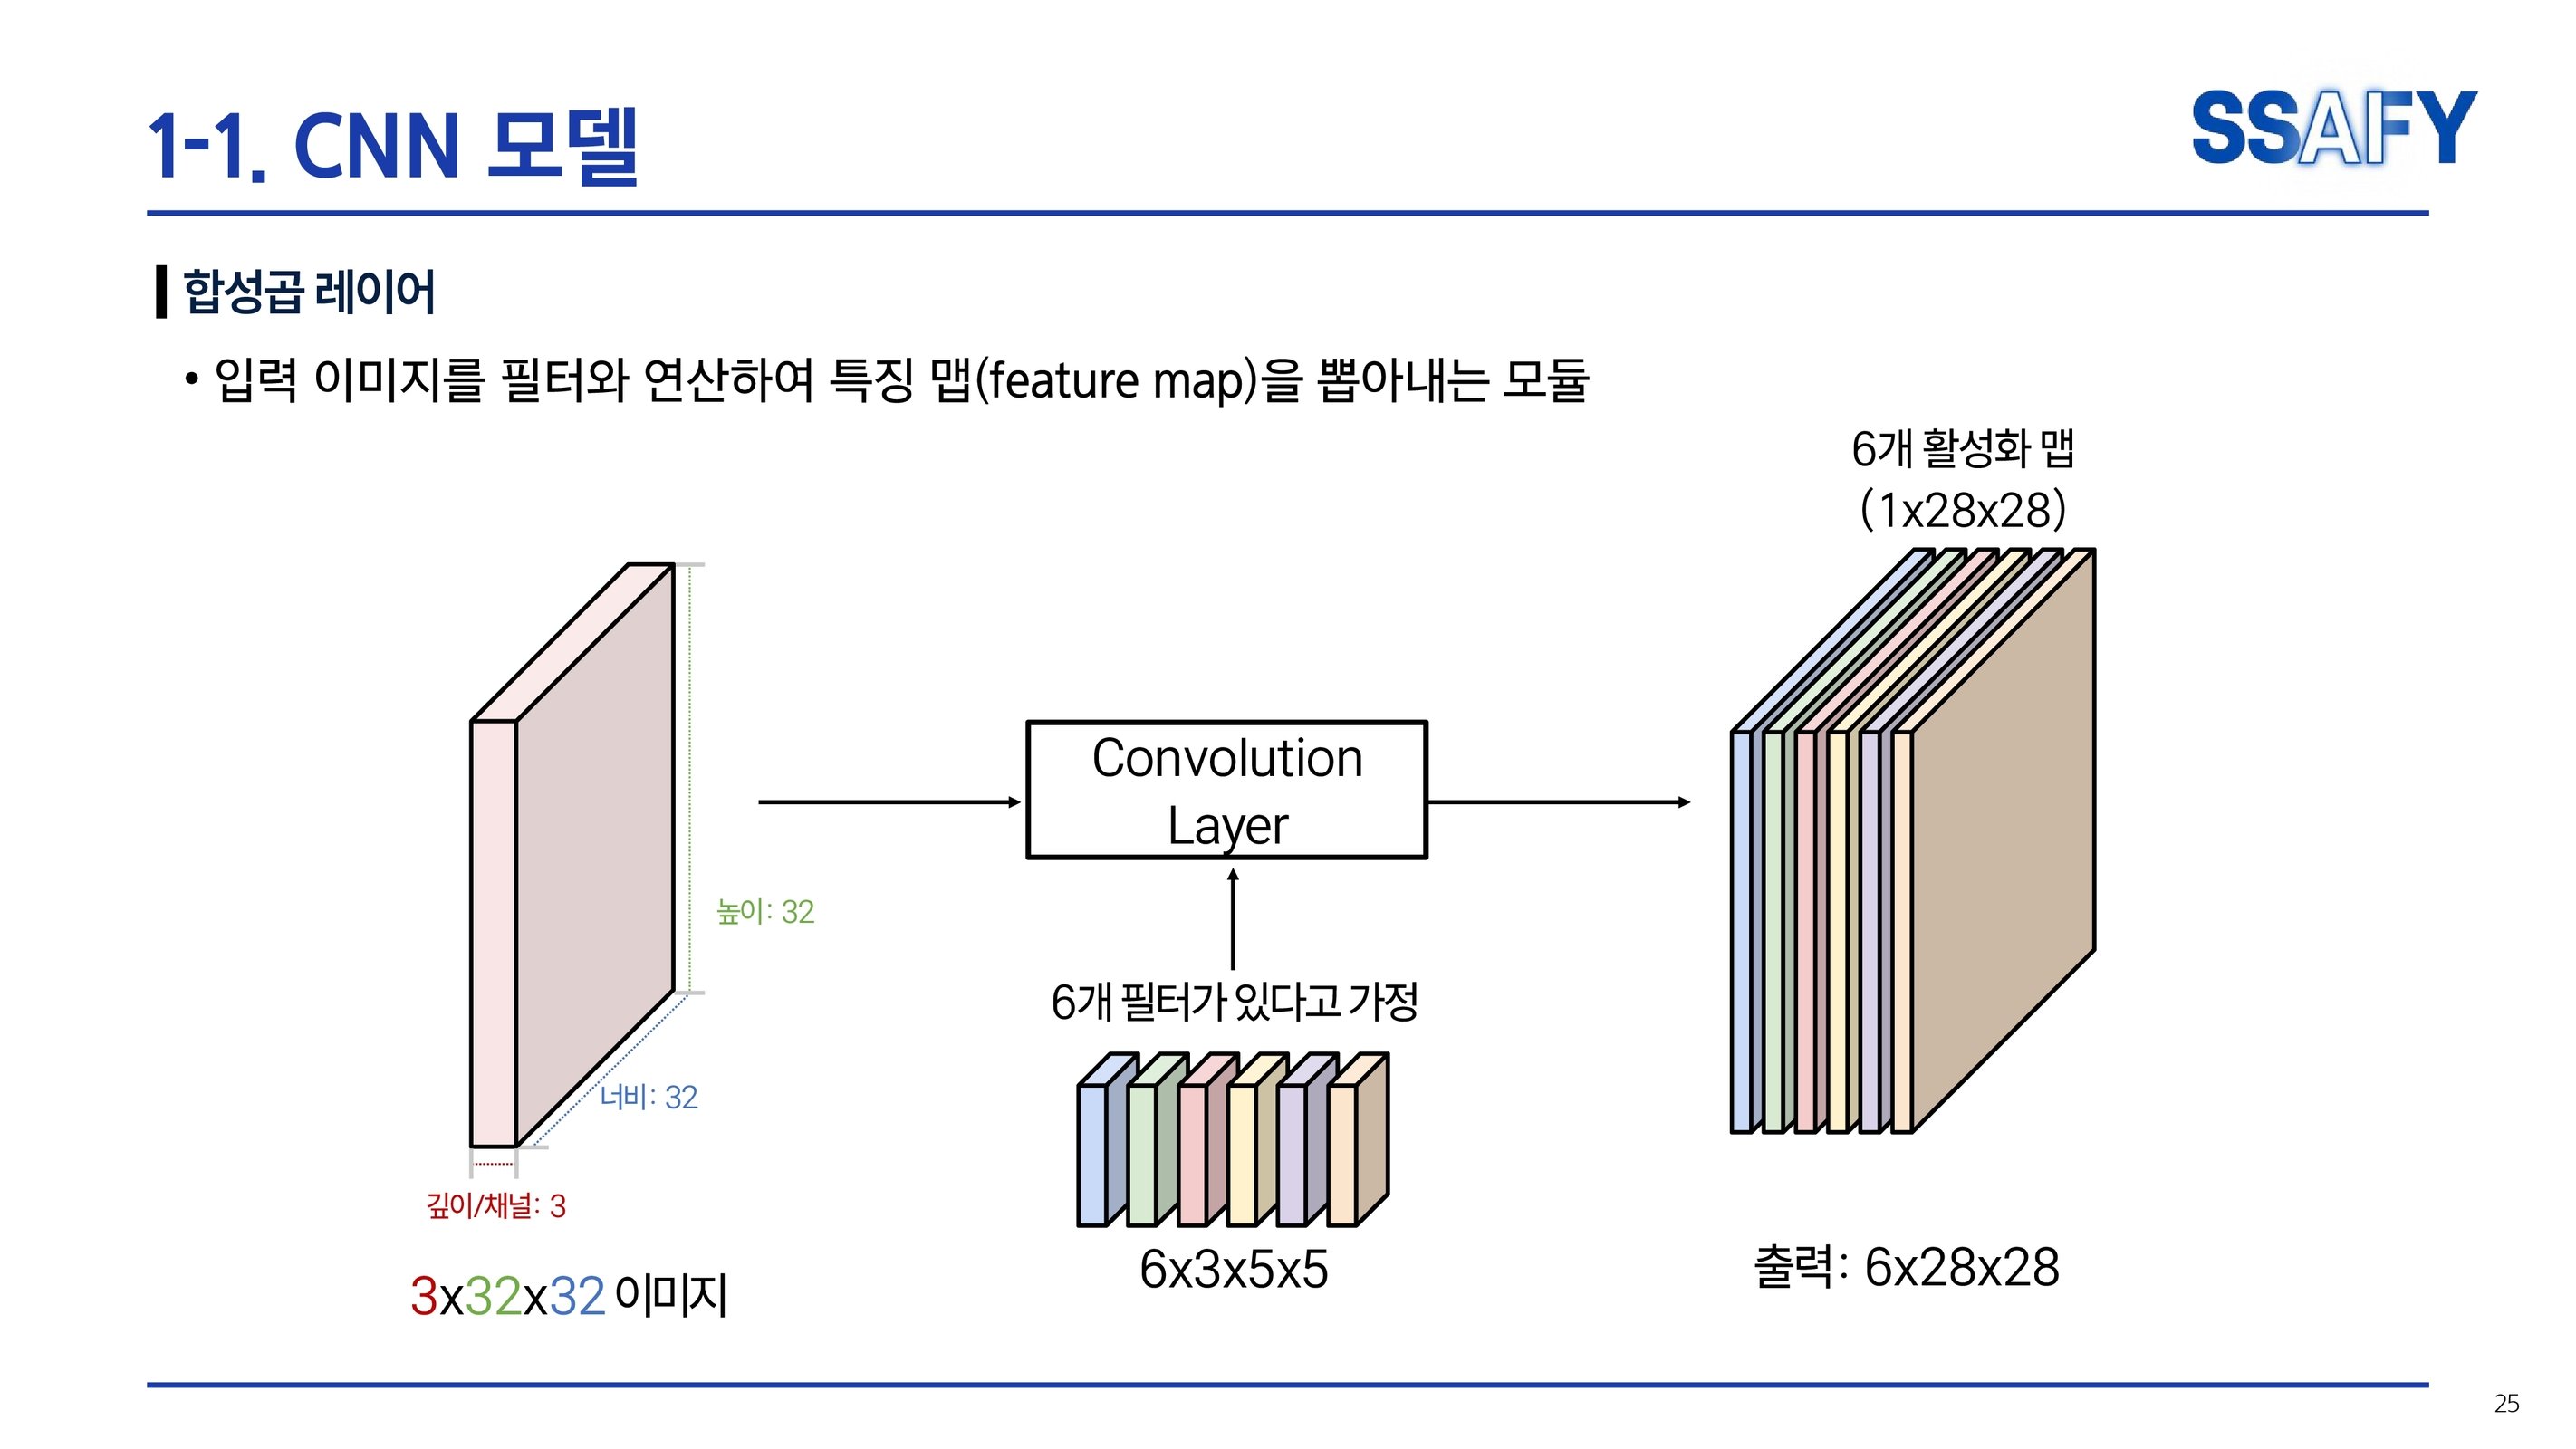 1-1. CNN 모델
SSAFY
합성곱 레이어
• 입력 이미지를 필터와 연산하여 특징 맵(feature map)을 뽑아내는 모듈
6개 활성화 맵
(1x28x28)
Convolution
Layer
높이: 32
너비: 32
깊이/채널: 3
3x32x32 이미지
6개 필터가 있다고 가정
6x3x5x5
출력: 6x28x28
25